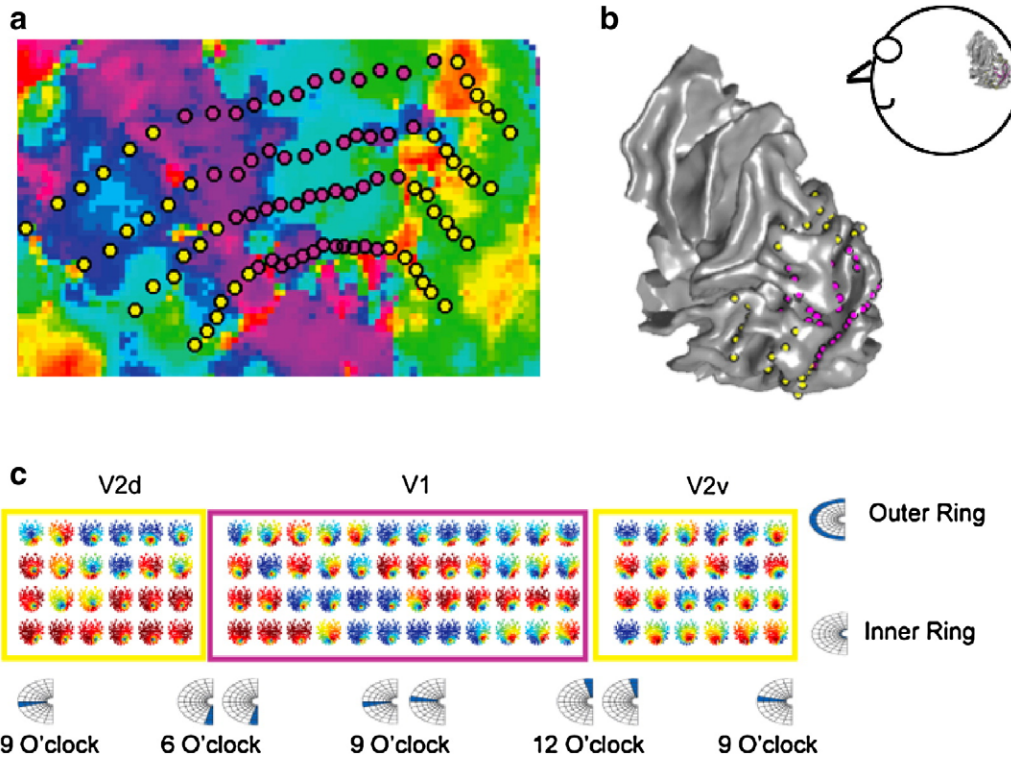 a
b
c
V2d
V1
V2v
Outer Ring
Inner Ring
9 O'clock
6 O'clock
9 O'clock
12 O'clock
9 O'clock